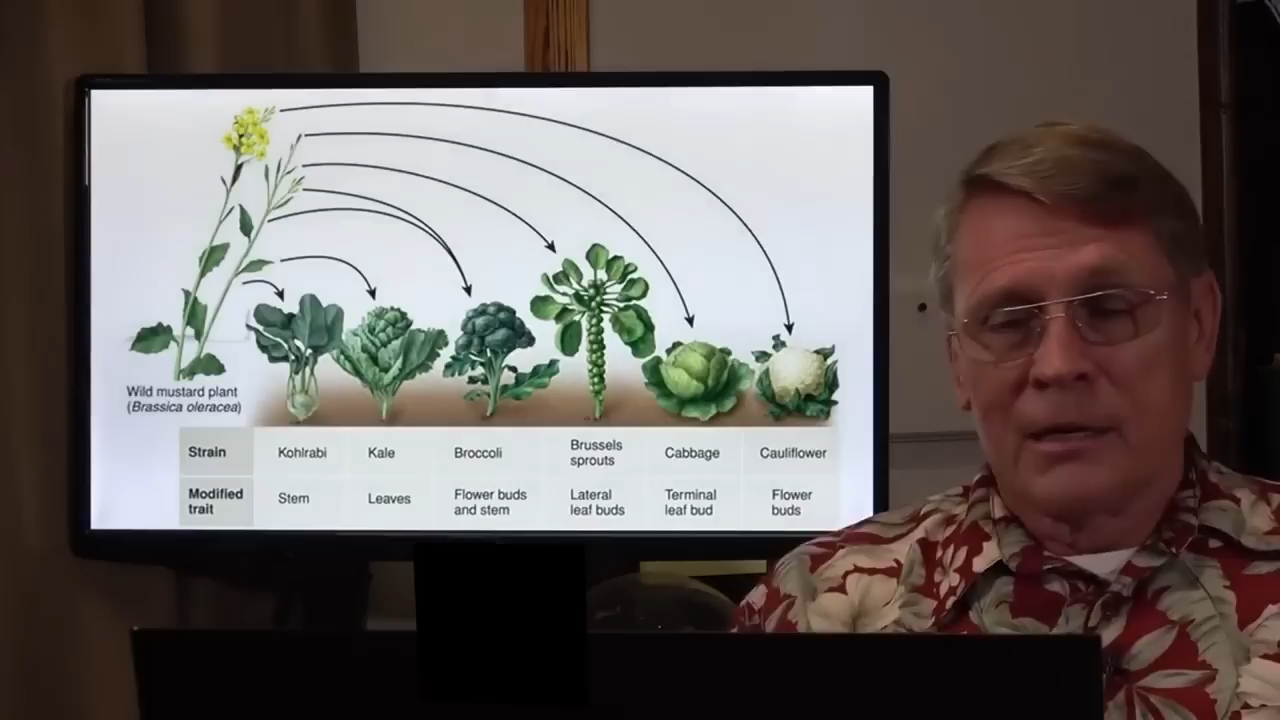 Wild mustard plant
(Brassica oleracea)
Strain
Kohlrabi
Kale
Broccoli
Brussels
sprouts
Cabbage
Cauliflower
Modified
trait
Stem
Leaves
Flower buds
and stem
Lateral
leaf buds
Terminal
leaf bud
Flower
buds